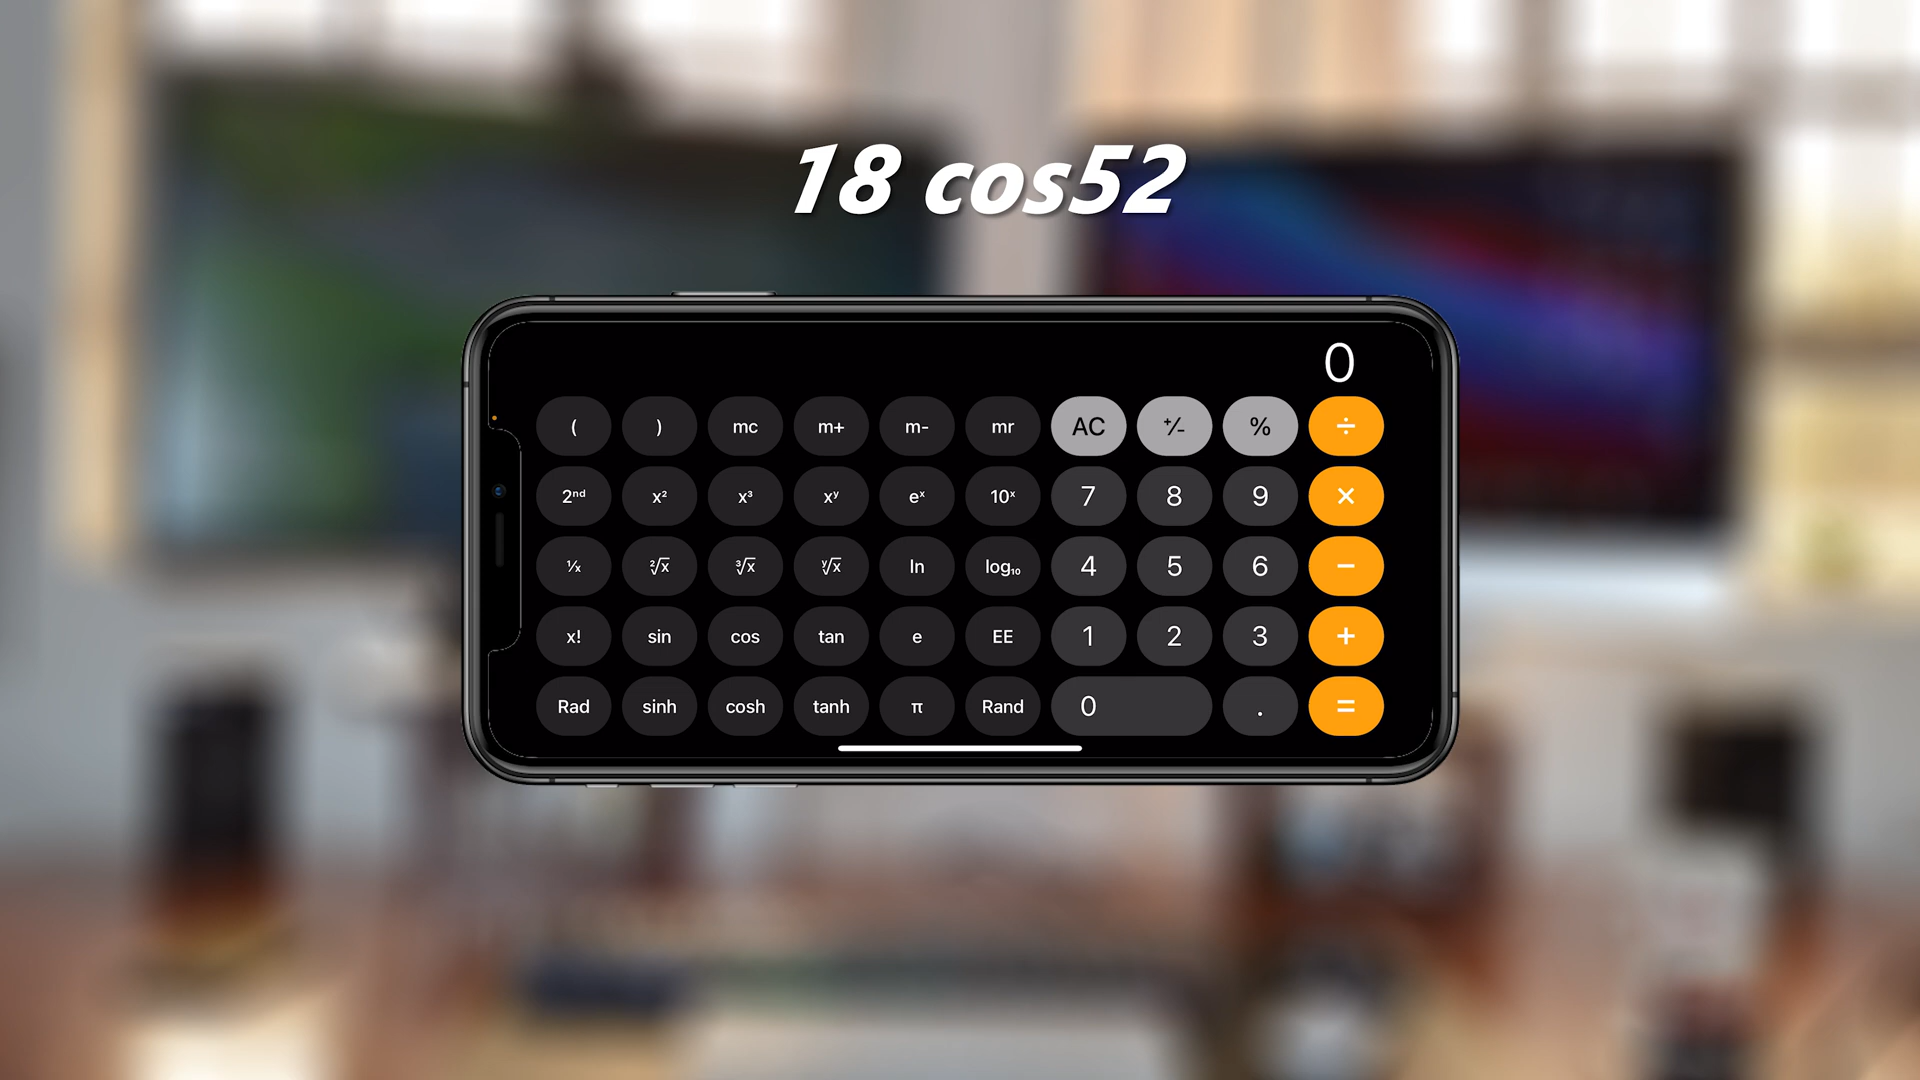 18 cos52
0
( ) mc m+ m- mr AC +/- % ÷
2ⁿᵈ x² x³ xʸ eˣ 10ˣ 7 8 9 ×
¹/x ²√x ³√x ʸ√x ln log₁₀ 4 5 6 −
x! sin cos tan e EE 1 2 3 +
Rad sinh cosh tanh π Rand 0 . =